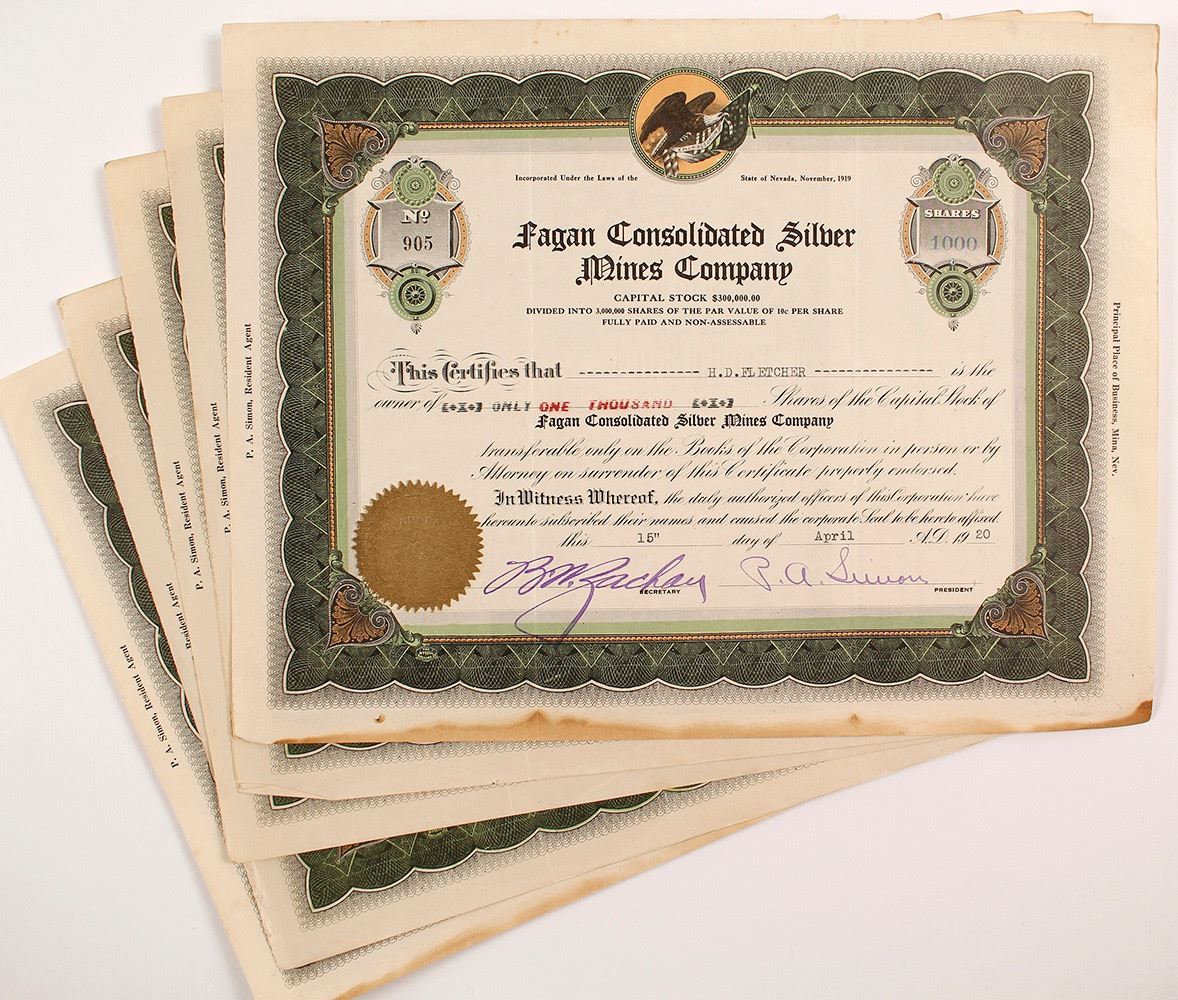 Incorporated Under the Laws of the State of Nevada, November, 1919
Nº
905
SHARES
1000
Fagan Consolidated Silver
Mines Company
CAPITAL STOCK $300,000.00
DIVIDED INTO 3,000,000 SHARES OF THE PAR VALUE OF 10c PER SHARE
FULLY PAID AND NON-ASSESSABLE
This Certifies that ---------------- H.D.FLETCHER ---------------- is the
owner of ONLY ONE THOUSAND Shares of the Capital Stock of
Fagan Consolidated Silver Mines Company
transferable only on the Books of the Corporation in person or by
Attorney on surrender of this Certificate properly endorsed.
In Witness Whereof, the duly authorized officers of this Corporation have
hereunto subscribed their names and caused the corporate Seal to be hereto affixed
this 15" day of April A.D. 1920
P. A. Simon
SECRETARY
PRESIDENT
Principal Place of Business, Mina, Nev.
P. A. Simon, Resident Agent
P. A. Simon, Resident Agent
P. A. Simon, Resident Agent
Resident Agent
P. A. Simon, Resident Agent